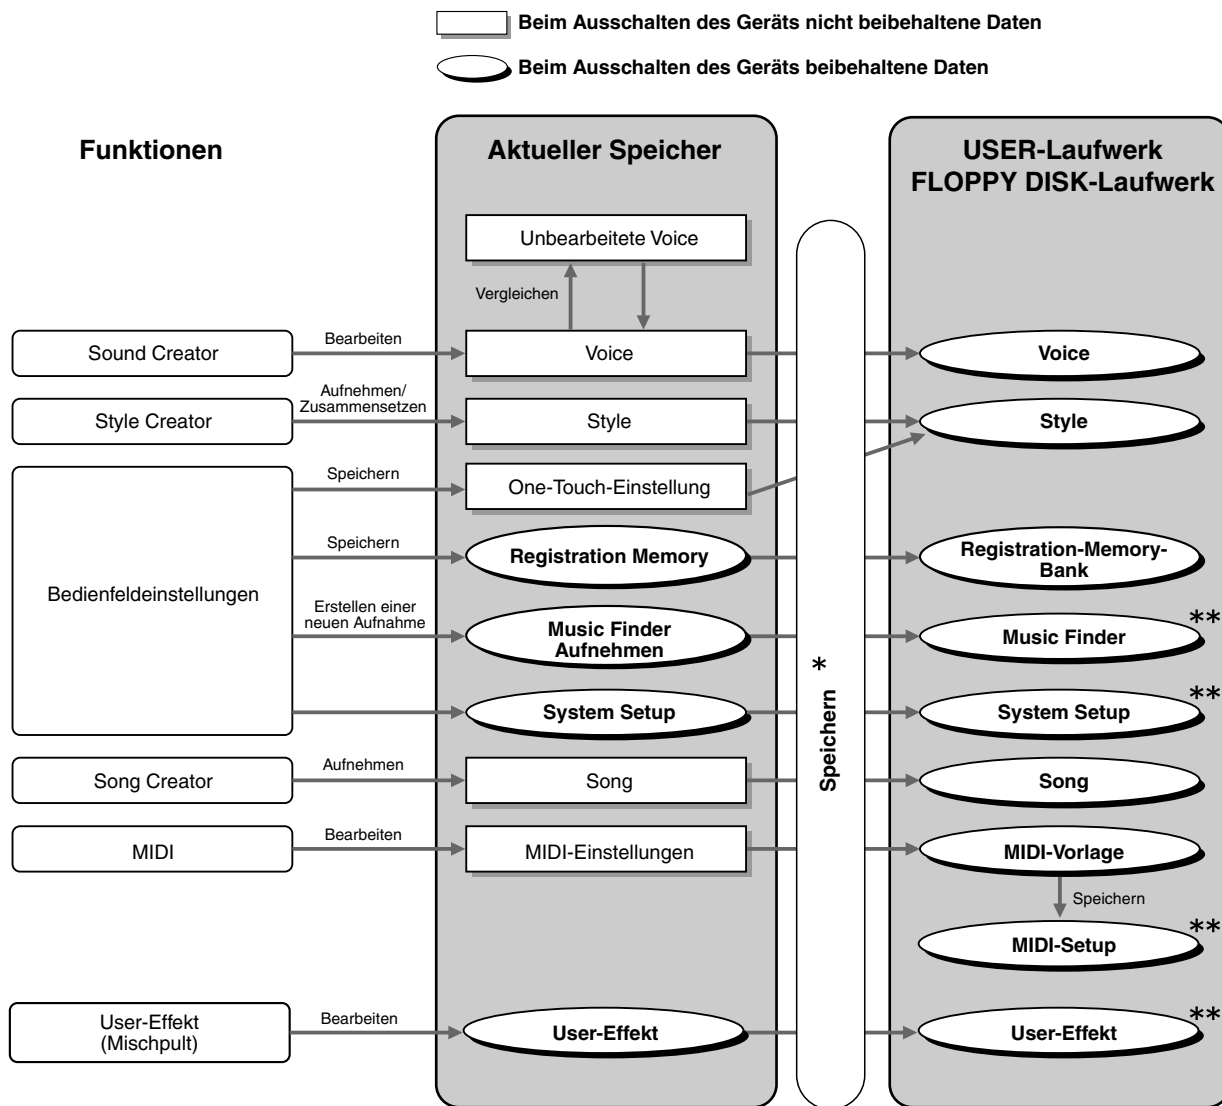 Beim Ausschalten des Geräts nicht beibehaltene Daten
Beim Ausschalten des Geräts beibehaltene Daten
Funktionen
Aktueller Speicher
USER-Laufwerk
FLOPPY DISK-Laufwerk
Unbearbeitete Voice
Vergleichen
Sound Creator
Bearbeiten
Voice
Voice
Style Creator
Aufnehmen/
Zusammensetzen
Style
Style
Bedienfeldeinstellungen
Speichern
One-Touch-Einstellung
Speichern
Registration Memory
Registration-Memory-
Bank
Erstellen einer
neuen Aufnahme
Music Finder
Aufnehmen
Music Finder
**
System Setup
System Setup
**
Speichern *
Song Creator
Aufnehmen
Song
Song
MIDI
Bearbeiten
MIDI-Einstellungen
MIDI-Vorlage
Speichern
MIDI-Setup
**
User-Effekt
(Mischpult)
Bearbeiten
User-Effekt
User-Effekt
**